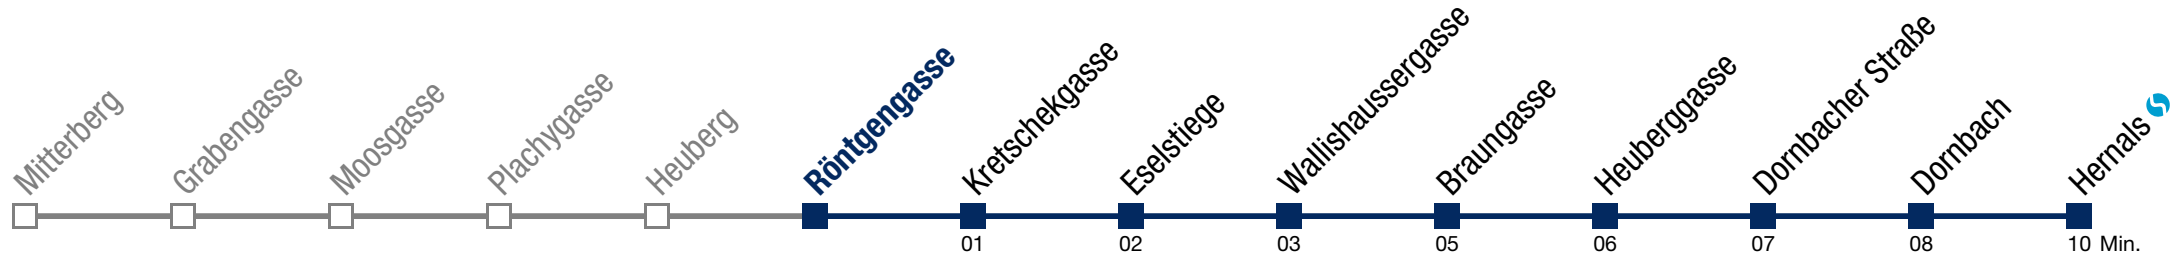 Mitterberg
Grabengasse
Moosgasse
Plachygasse
Heuberg
Röntgengasse
Kretschekgasse
Eselstiege
Wallishaussergasse
Braungasse
Heuberggasse
Dornbacher Straße
Dornbach
Hernals
01 02 03 05 06 07 08 10 Min.